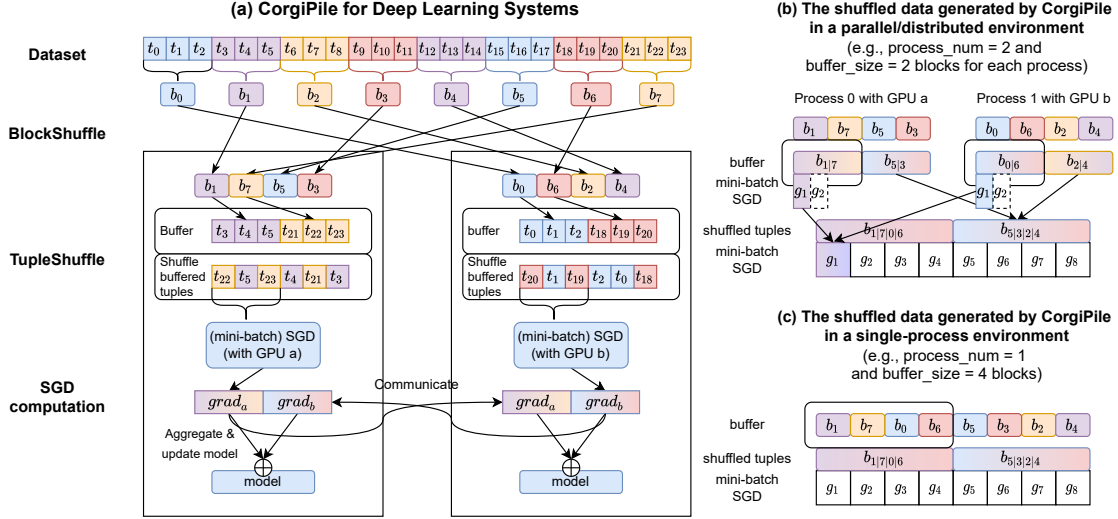 (a) CorgiPile for Deep Learning Systems
Dataset
t0 t1 t2 t3 t4 t5 t6 t7 t8 t9 t10 t11 t12 t13 t14 t15 t16 t17 t18 t19 t20 t21 t22 t23
b0 b1 b2 b3 b4 b5 b6 b7
BlockShuffle
b1 b7 b5 b3
b0 b6 b2 b4
TupleShuffle
Buffer
t3 t4 t5 t21 t22 t23
buffer
t0 t1 t2 t18 t19 t20
Shuffle
buffered
tuples
t22 t5 t23 t4 t21 t3
Shuffle
buffered
tuples
t20 t1 t19 t2 t0 t18
SGD
computation
(mini-batch) SGD
(with GPU a)
(mini-batch) SGD
(with GPU b)
Communicate
grad_a grad_b
grad_a grad_b
Aggregate &
update model
model
model
(b) The shuffled data generated by CorgiPile
in a parallel/distributed environment
(e.g., process_num = 2 and
buffer_size = 2 blocks for each process)
Process 0 with GPU a
Process 1 with GPU b
b1 b7 b5 b3
b0 b6 b2 b4
buffer
b1|7 b5|3
b0|6 b2|4
mini-batch
SGD
g1 g2
g1 g2
shuffled tuples
b1|7|0|6 b5|3|2|4
mini-batch
SGD
g1 g2 g3 g4 g5 g6 g7 g8
(c) The shuffled data generated by CorgiPile
in a single-process environment
(e.g., process_num = 1
and buffer_size = 4 blocks)
buffer
b1 b7 b0 b6 b5 b3 b2 b4
shuffled tuples
b1|7|0|6 b5|3|2|4
mini-batch
SGD
g1 g2 g3 g4 g5 g6 g7 g8